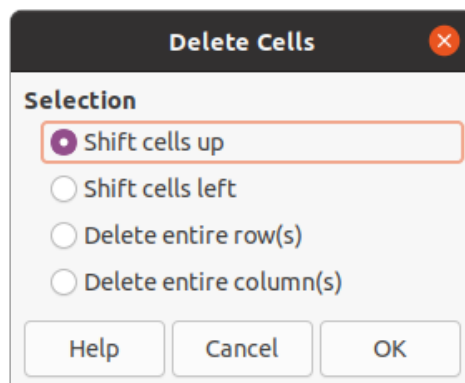 Delete Cells
Selection
Shift cells up
Shift cells left
Delete entire row(s)
Delete entire column(s)
Help Cancel OK